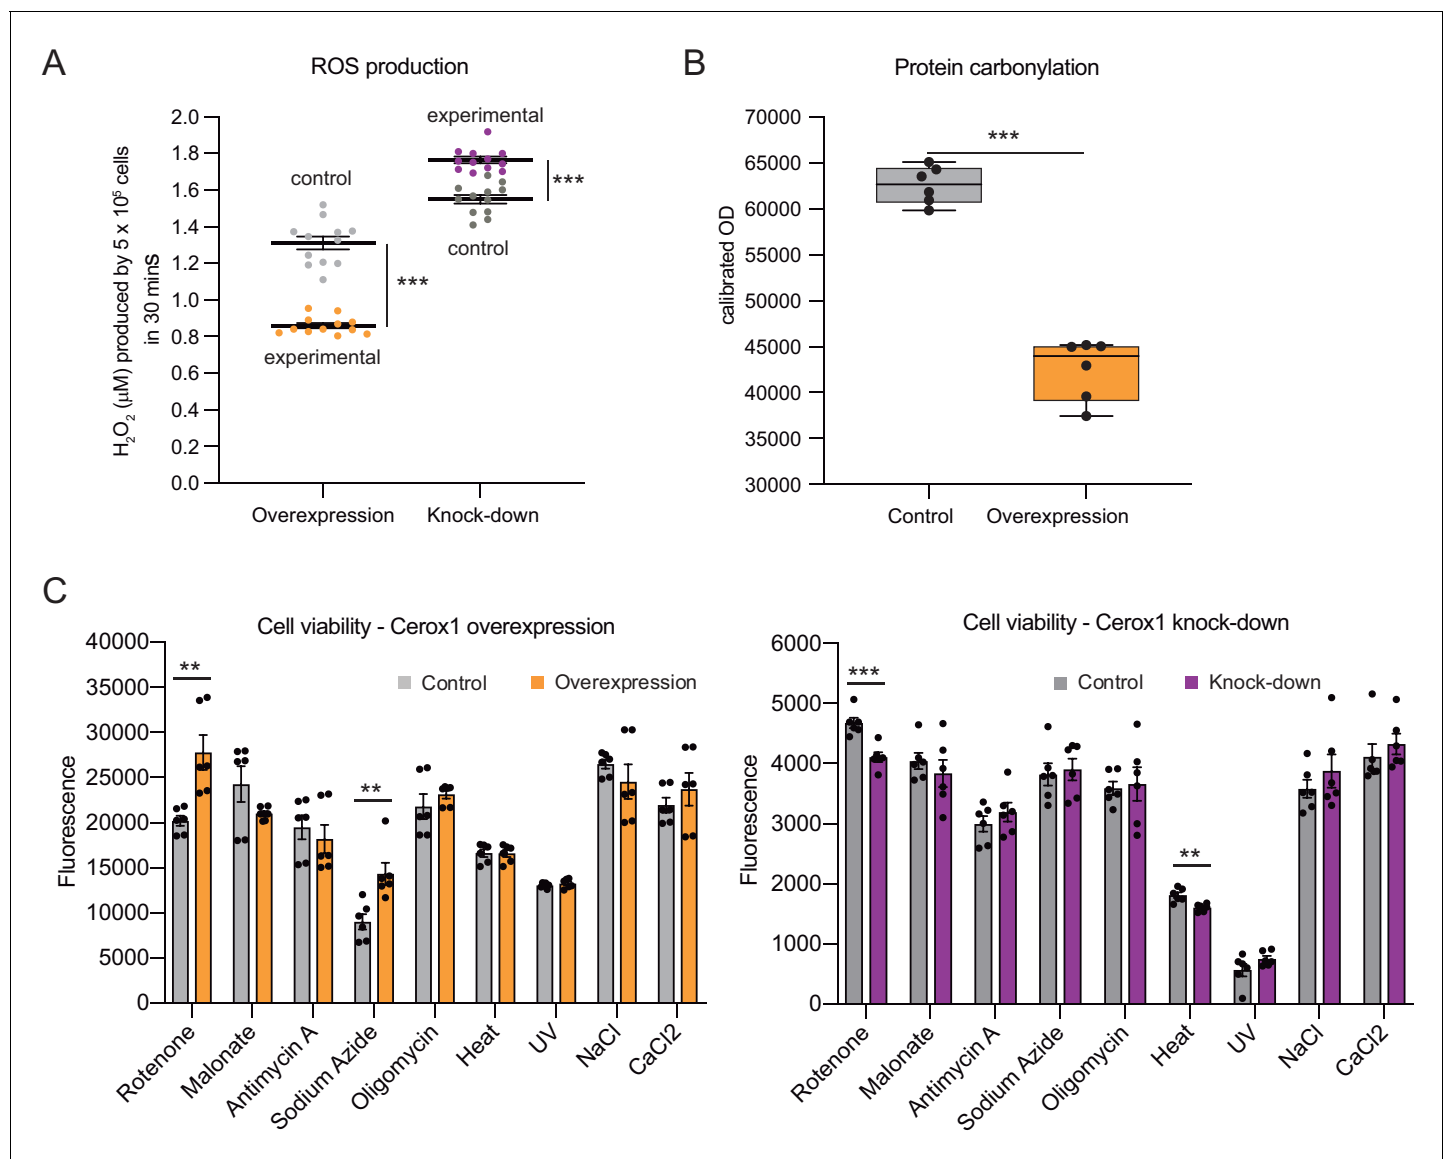 A
ROS production
H₂O₂ (µM) produced by 5 x 10⁵ cells
in 30 mins
2.0
1.8
1.6
1.4
1.2
1.0
0.8
0.6
0.4
0.2
0.0
control
experimental
***
experimental
control
***
Overexpression
Knock-down
B
Protein carbonylation
calibrated OD
70000
65000
60000
55000
50000
45000
40000
35000
30000
***
Control
Overexpression
C
Cell viability - Cerox1 overexpression
Control
Overexpression
Fluorescence
40000
35000
30000
25000
20000
15000
10000
5000
0
**
**
Rotenone
Malonate
Antimycin A
Sodium Azide
Oligomycin
Heat
UV
NaCl
CaCl2
Cell viability - Cerox1 knock-down
Control
Knock-down
Fluorescence
6000
5000
4000
3000
2000
1000
0
***
**
Rotenone
Malonate
Antimycin A
Sodium Azide
Oligomycin
Heat
UV
NaCl
CaCl2